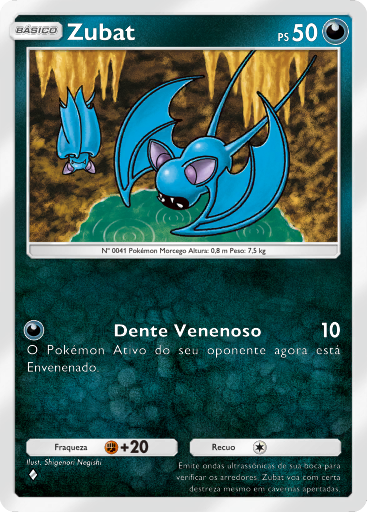 BÁSICO Zubat PS 50
Nº 0041 Pokémon Morcego Altura: 0,8 m Peso: 7,5 kg
Dente Venenoso 10
O Pokémon Ativo do seu oponente agora está
Envenenado.
Fraqueza +20 Recuo
Ilust. Shigenori Negishi
Emite ondas ultrassônicas de sua boca para
verificar os arredores. Zubat voa com certa
destreza mesmo em cavernas apertadas.